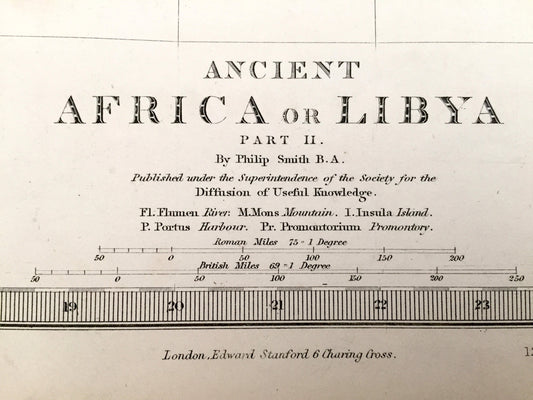 ANCIENT
AFRICA OR LIBYA
PART II.
By Philip Smith B.A.
Published under the Superintendence of the Society for the
Diffusion of Useful Knowledge.
Fl. Flumen River. M. Mons Mountain. I. Insula Island.
P. Portus Harbour. Pr. Promontorium Promontory.
Roman Miles 75 = 1 Degree
50 0 50 100 150 200
British Miles 69 = 1 Degree
50 0 50 100 150 200 250
19 20 21 22 23
London, Edward Stanford 6 Charing Cross.